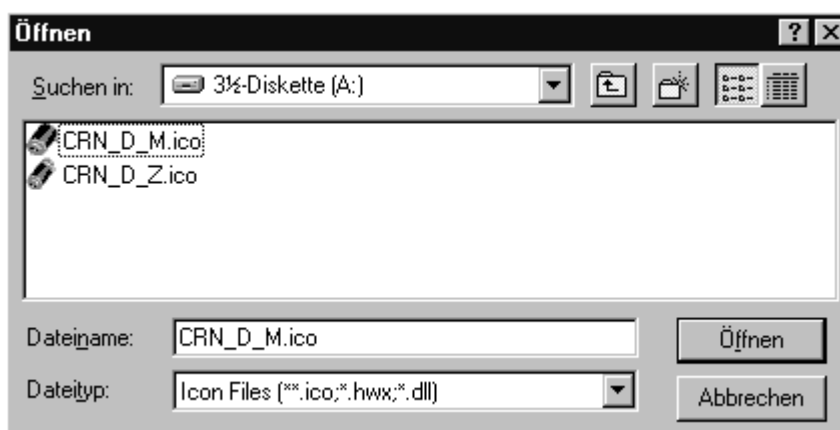 Öffnen
Suchen in: 3½-Diskette (A:)
CRN_D_M.ico
CRN_D_Z.ico
Dateiname: CRN_D_M.ico Öffnen
Dateityp: Icon Files (**.ico;*.hwx;*.dll) Abbrechen